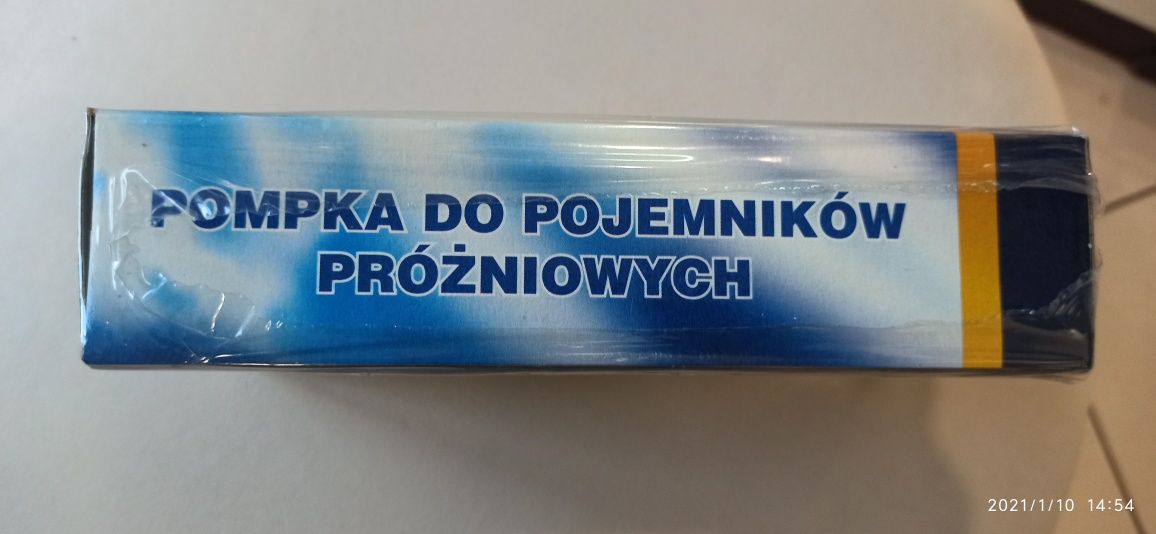 POMPKA DO POJEMNIKÓW
PRÓŻNIOWYCH
2021/1/10 14:54